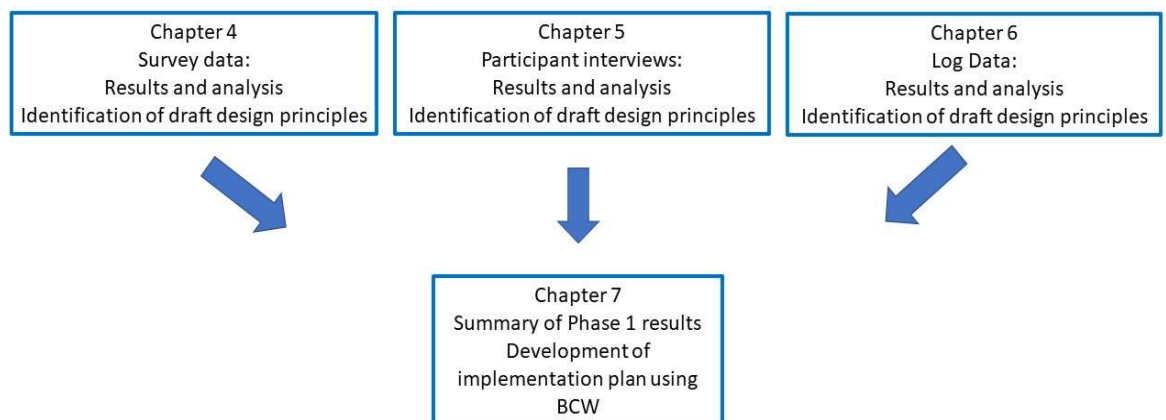 Chapter 4
Survey data:
Results and analysis
Identification of draft design principles
Chapter 5
Participant interviews:
Results and analysis
Identification of draft design principles
Chapter 6
Log Data:
Results and analysis
Identification of draft design principles
Chapter 7
Summary of Phase 1 results
Development of
implementation plan using
BCW